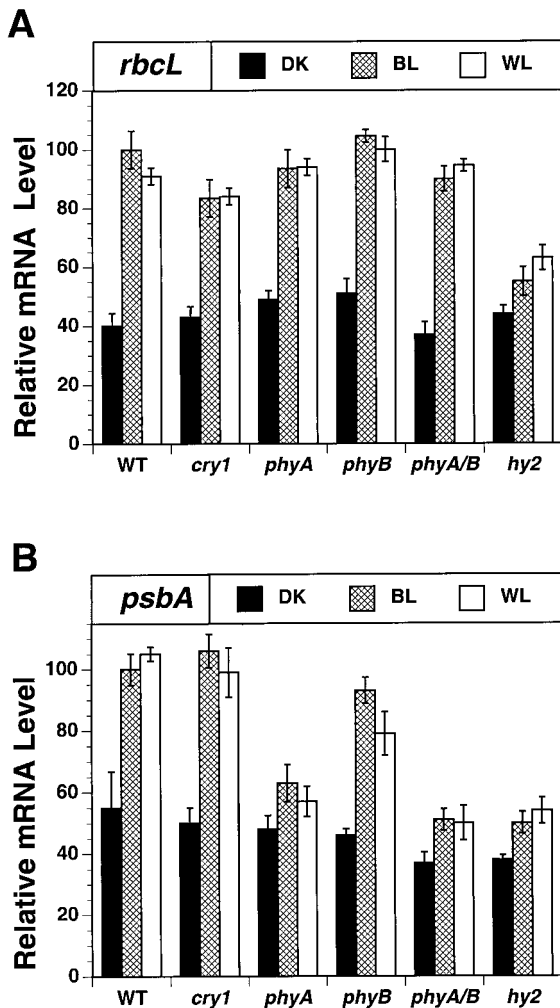 A
rbcL DK BL WL
120
100
80
60
40
20
0
Relative mRNA Level
WT cry1 phyA phyB phyA/B hy2
B
psbA DK BL WL
100
80
60
40
20
0
Relative mRNA Level
WT cry1 phyA phyB phyA/B hy2